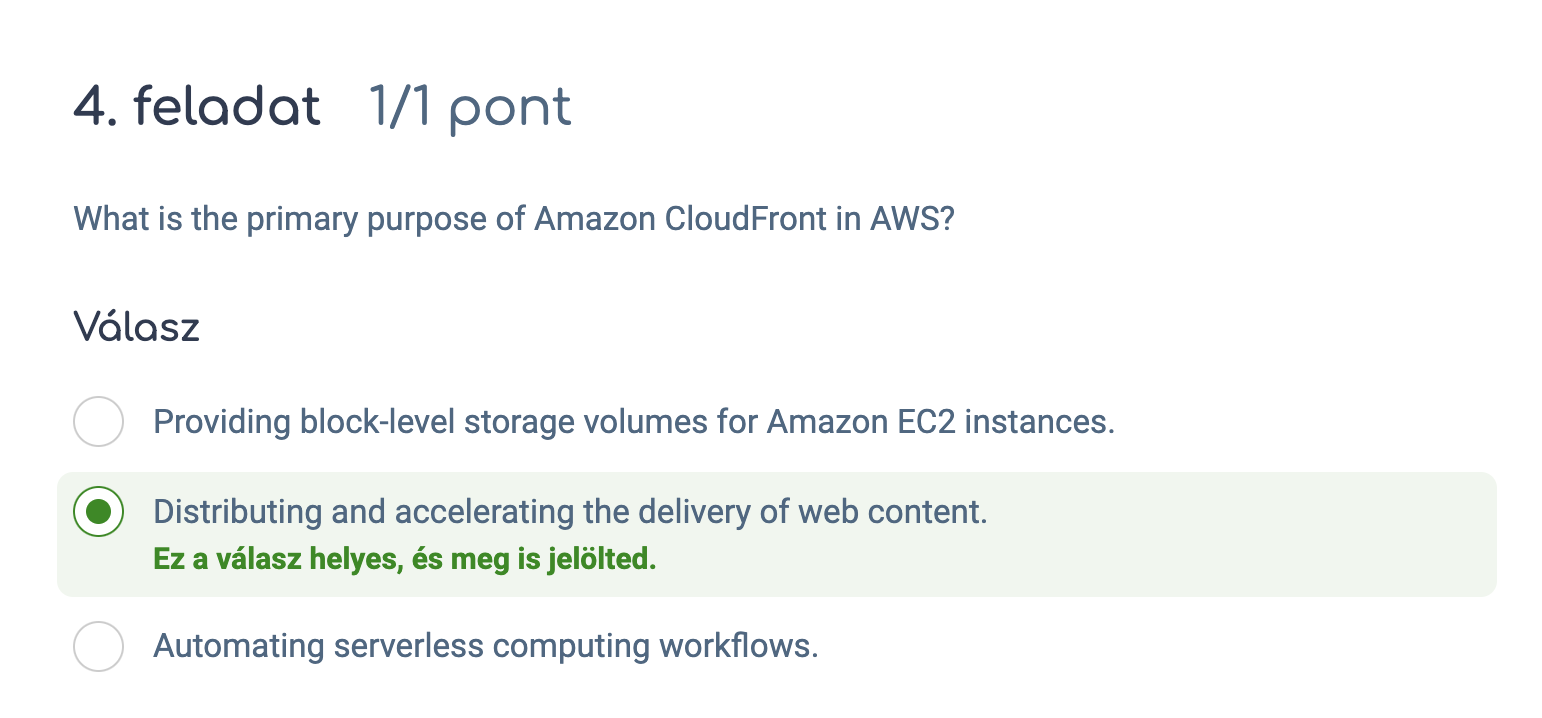 4. feladat 1/1 pont
What is the primary purpose of Amazon CloudFront in AWS?
Válasz
Providing block-level storage volumes for Amazon EC2 instances.
Distributing and accelerating the delivery of web content.
Ez a válasz helyes, és meg is jelölted.
Automating serverless computing workflows.